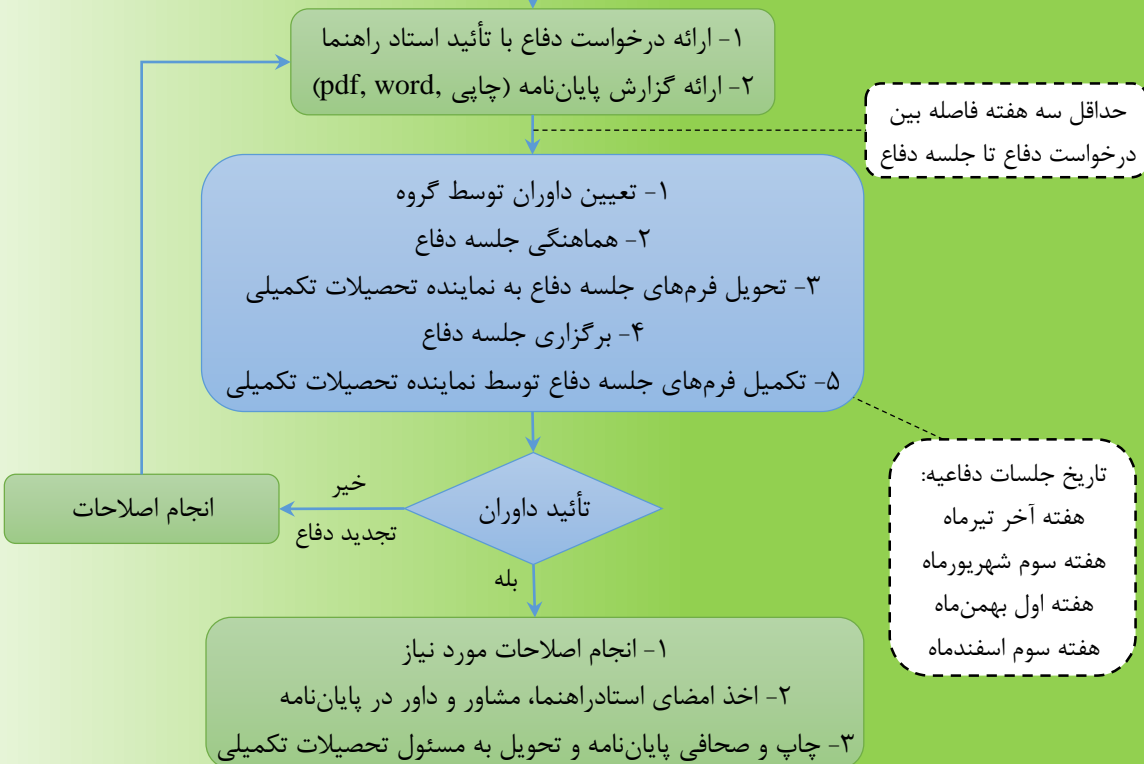 ۱- ارائه درخواست دفاع با تأئید استاد راهنما
۲- ارائه گزارش پایان‌نامه (چاپی ,pdf, word)
حداقل سه هفته فاصله بین
درخواست دفاع تا جلسه دفاع
۱- تعیین داوران توسط گروه
۲- هماهنگی جلسه دفاع
۳- تحویل فرم‌های جلسه دفاع به نماینده تحصیلات تکمیلی
۴- برگزاری جلسه دفاع
۵- تکمیل فرم‌های جلسه دفاع توسط نماینده تحصیلات تکمیلی
تاریخ جلسات دفاعیه:
هفته آخر تیرماه
هفته سوم شهریورماه
هفته اول بهمن‌ماه
هفته سوم اسفندماه
تأئید داوران
خیر
تجدید دفاع
انجام اصلاحات
بله
۱- انجام اصلاحات مورد نیاز
۲- اخذ امضای استادراهنما، مشاور و داور در پایان‌نامه
۳- چاپ و صحافی پایان‌نامه و تحویل به مسئول تحصیلات تکمیلی